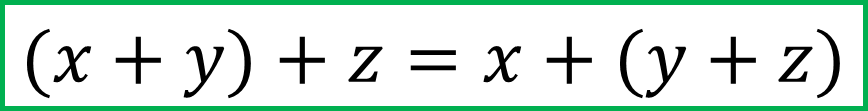 (x + y) + z = x + (y + z)